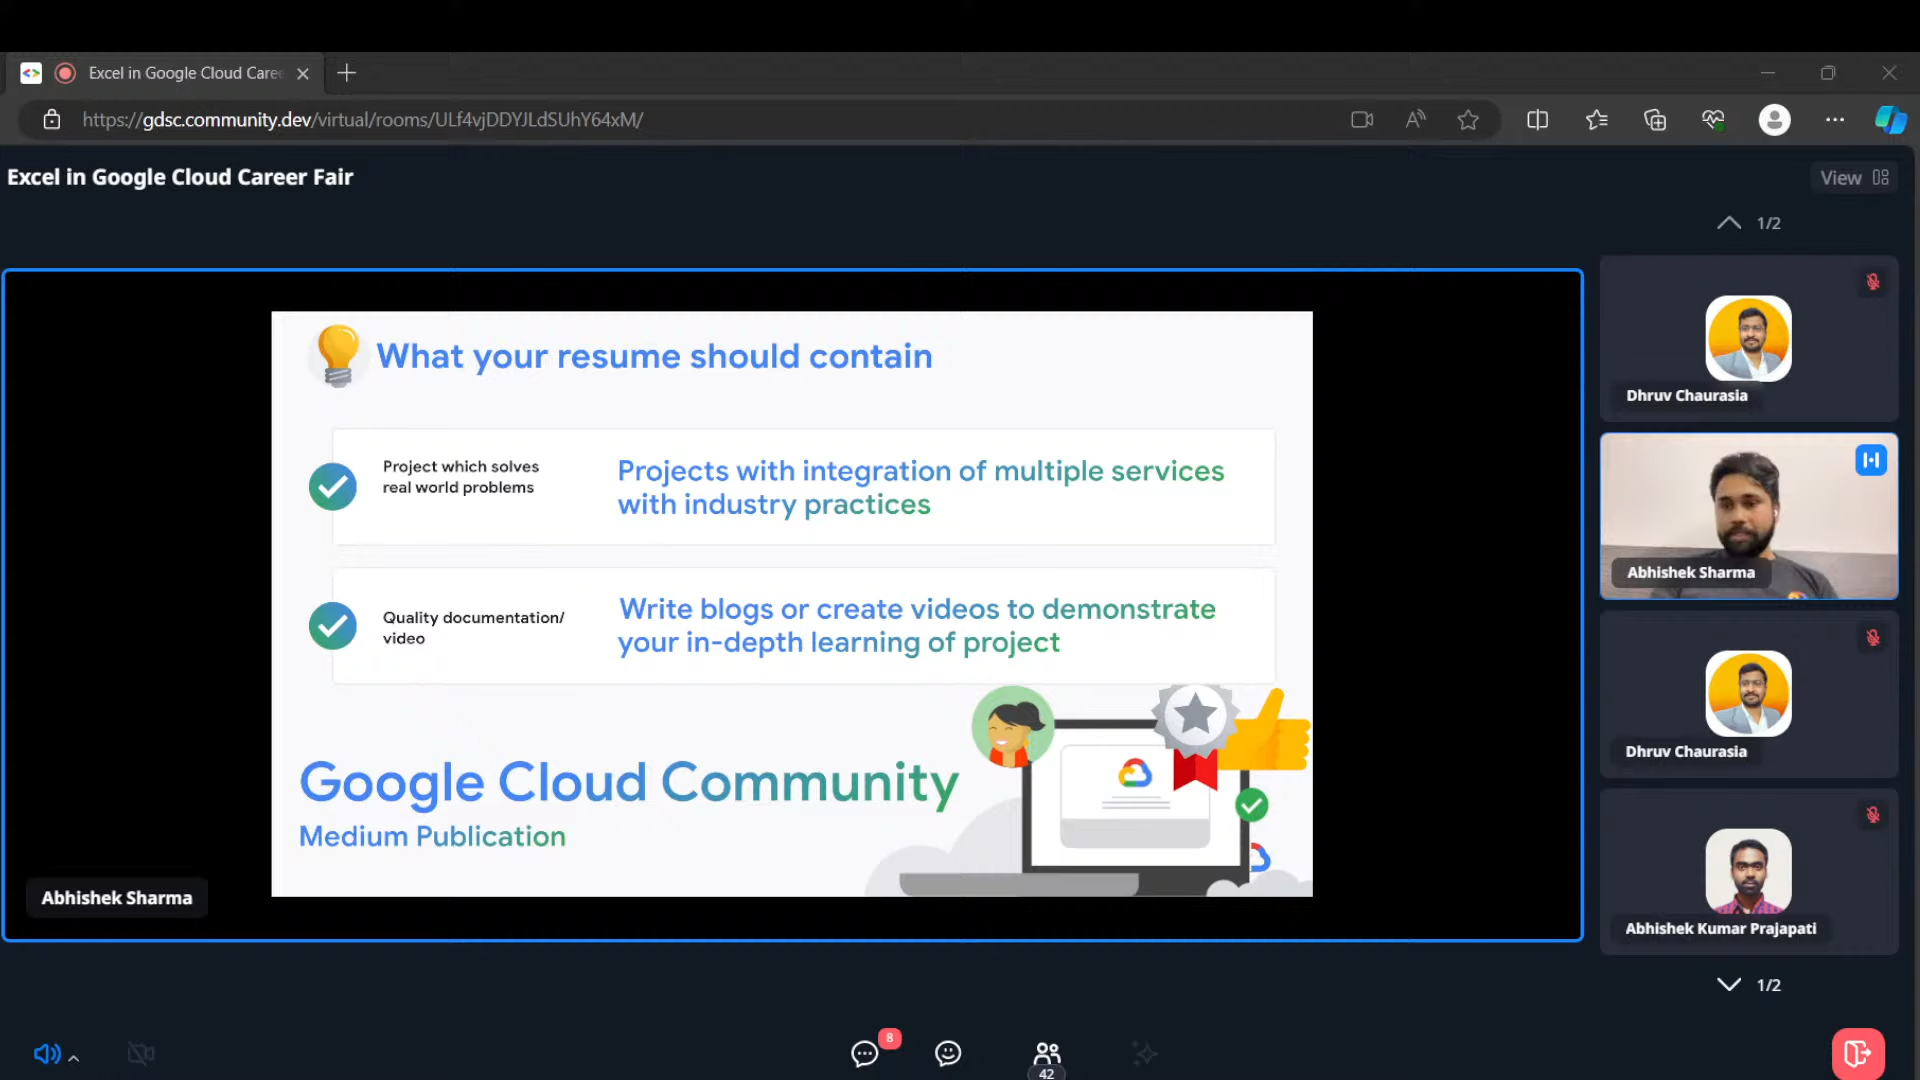 Excel in Google Cloud Caree
https://gdsc.community.dev/virtual/rooms/ULf4vjDDYJLdSUhY64xM/
Excel in Google Cloud Career Fair
View
1/2
What your resume should contain
Project which solves
real world problems
Projects with integration of multiple services
with industry practices
Quality documentation/
video
Write blogs or create videos to demonstrate
your in-depth learning of project
Google Cloud Community
Medium Publication
Abhishek Sharma
Dhruv Chaurasia
Abhishek Sharma
Dhruv Chaurasia
Abhishek Kumar Prajapati
1/2
8
42